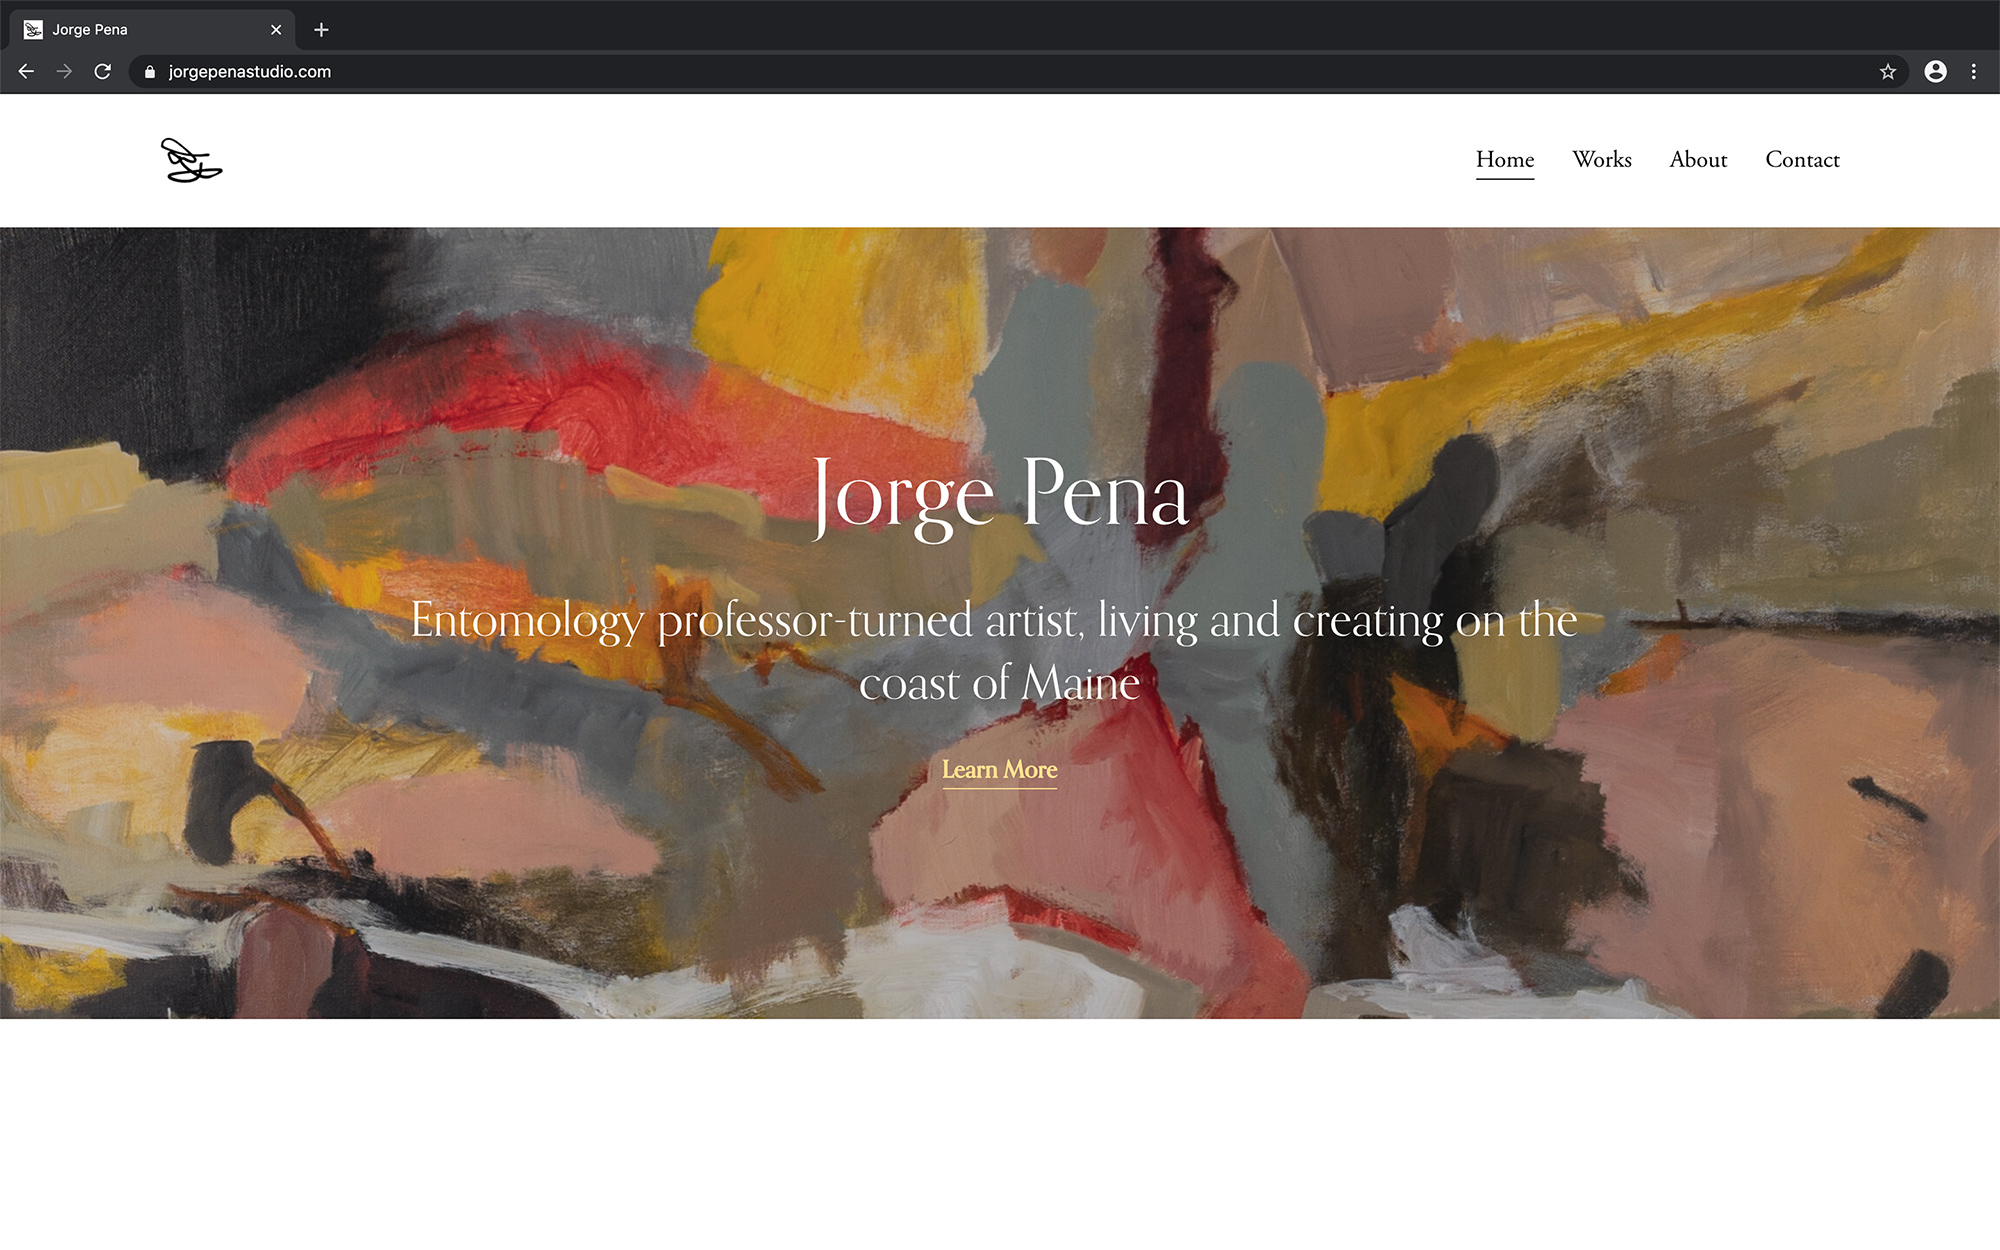 Jorge Pena
jorgepenastudio.com
Home Works About Contact
Jorge Pena
Entomology professor-turned artist, living and creating on the
coast of Maine
Learn More